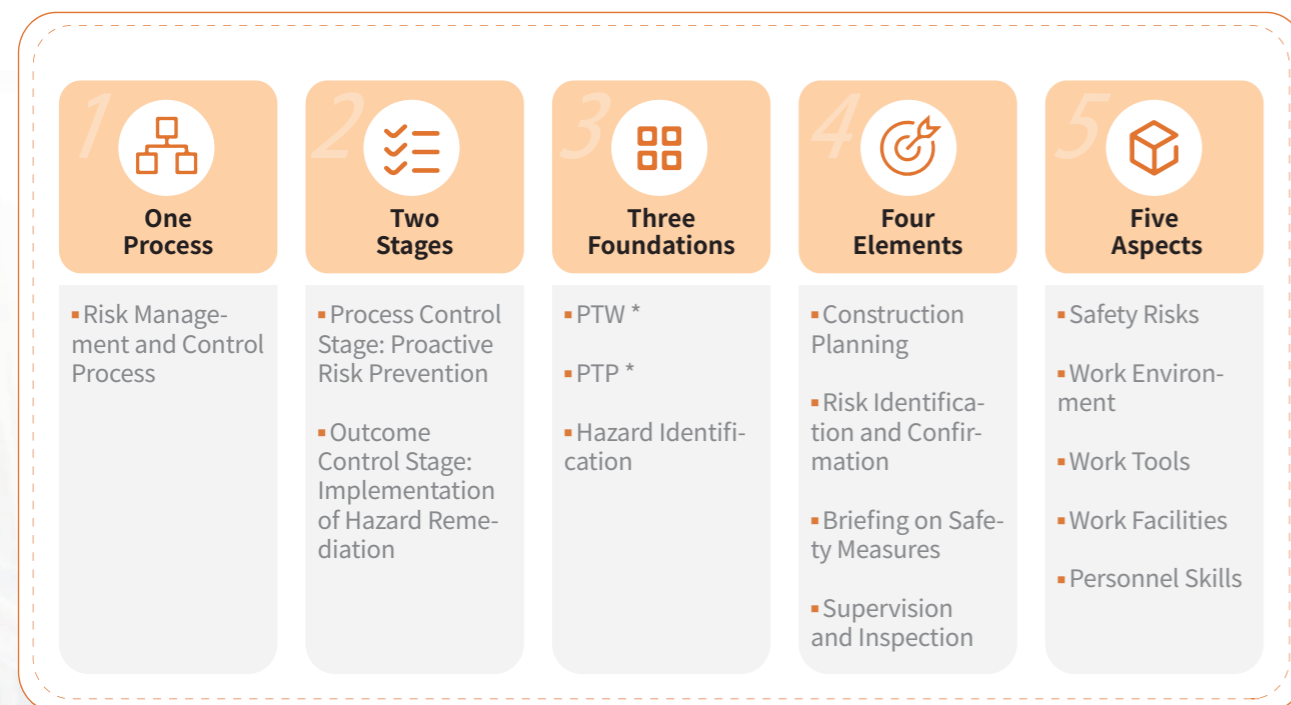 1
One
Process
▪Risk Manage-
ment and Control
Process
2
Two
Stages
▪Process Control
Stage: Proactive
Risk Prevention
▪Outcome
Control Stage:
Implementation
of Hazard Reme-
diation
3
Three
Foundations
▪PTW *
▪PTP *
▪Hazard Identifi-
cation
4
Four
Elements
▪Construction
Planning
▪Risk Identifica-
tion and Confir-
mation
▪Briefing on Safe-
ty Measures
▪Supervision
and Inspection
5
Five
Aspects
▪Safety Risks
▪Work Environ-
ment
▪Work Tools
▪Work Facilities
▪Personnel Skills